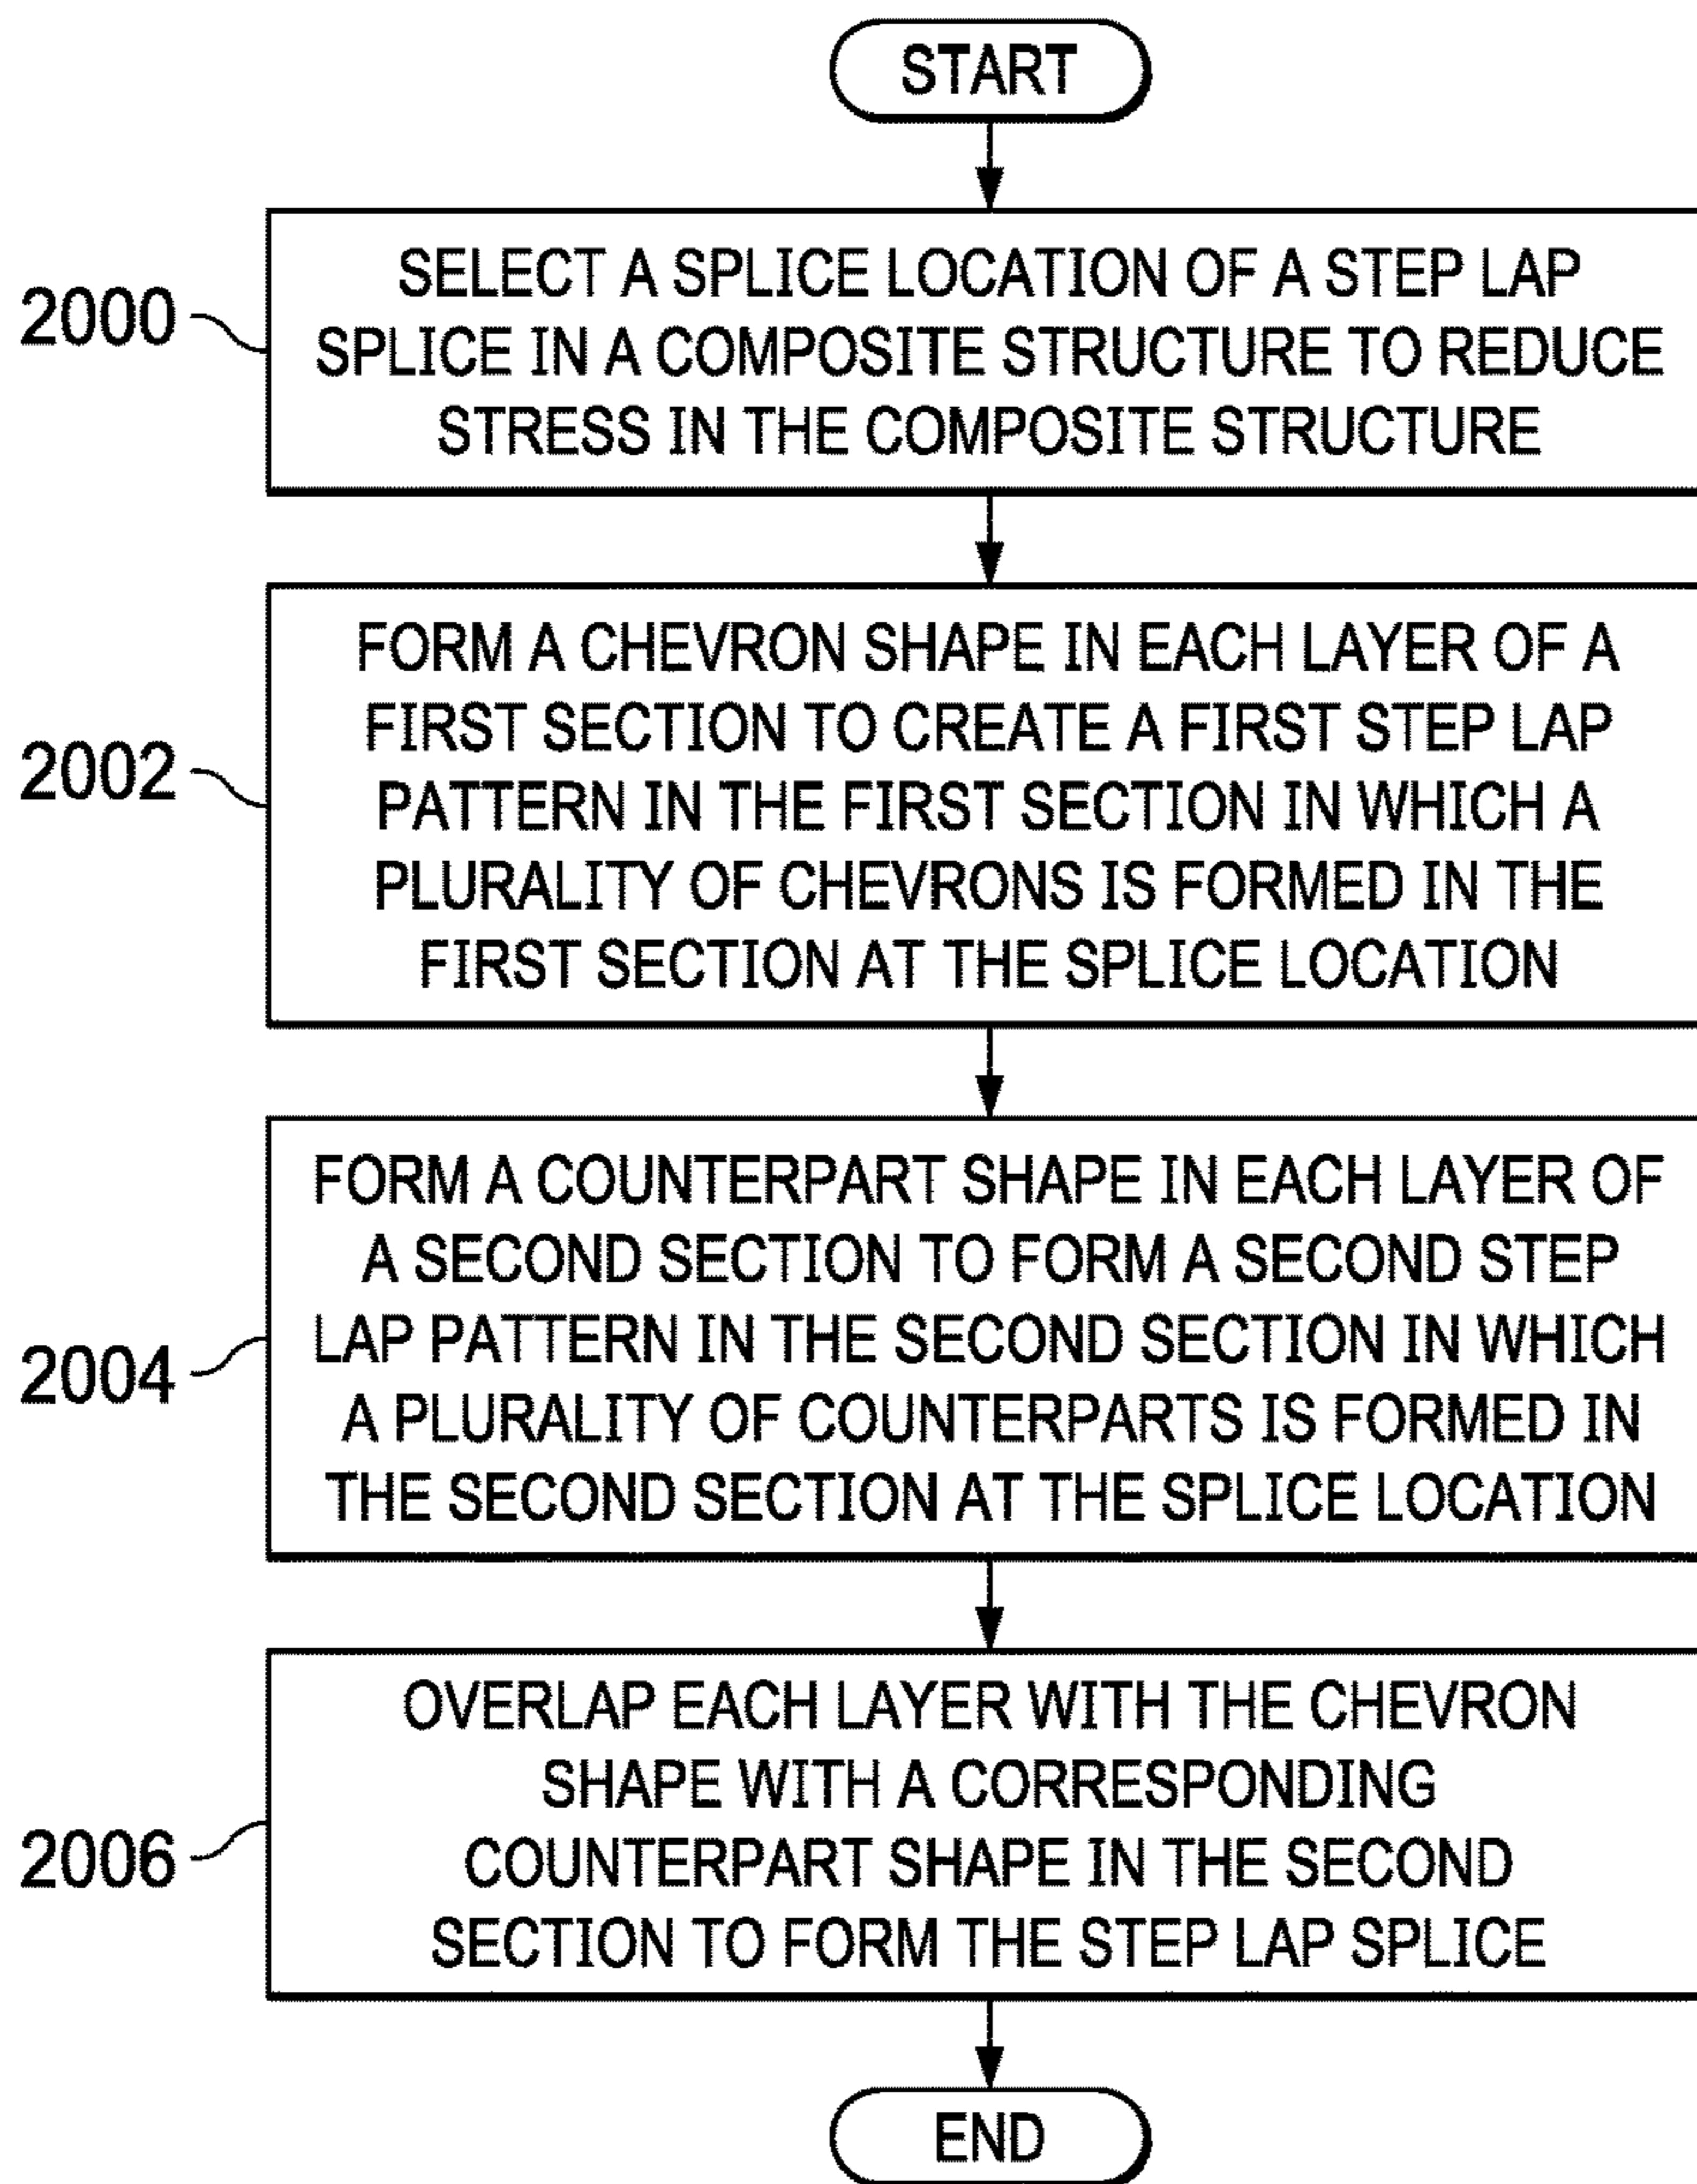 START
2000
SELECT A SPLICE LOCATION OF A STEP LAP
SPLICE IN A COMPOSITE STRUCTURE TO REDUCE
STRESS IN THE COMPOSITE STRUCTURE
2002
FORM A CHEVRON SHAPE IN EACH LAYER OF A
FIRST SECTION TO CREATE A FIRST STEP LAP
PATTERN IN THE FIRST SECTION IN WHICH A
PLURALITY OF CHEVRONS IS FORMED IN THE
FIRST SECTION AT THE SPLICE LOCATION
2004
FORM A COUNTERPART SHAPE IN EACH LAYER OF
A SECOND SECTION TO FORM A SECOND STEP
LAP PATTERN IN THE SECOND SECTION IN WHICH
A PLURALITY OF COUNTERPARTS IS FORMED IN
THE SECOND SECTION AT THE SPLICE LOCATION
2006
OVERLAP EACH LAYER WITH THE CHEVRON
SHAPE WITH A CORRESPONDING
COUNTERPART SHAPE IN THE SECOND
SECTION TO FORM THE STEP LAP SPLICE
END